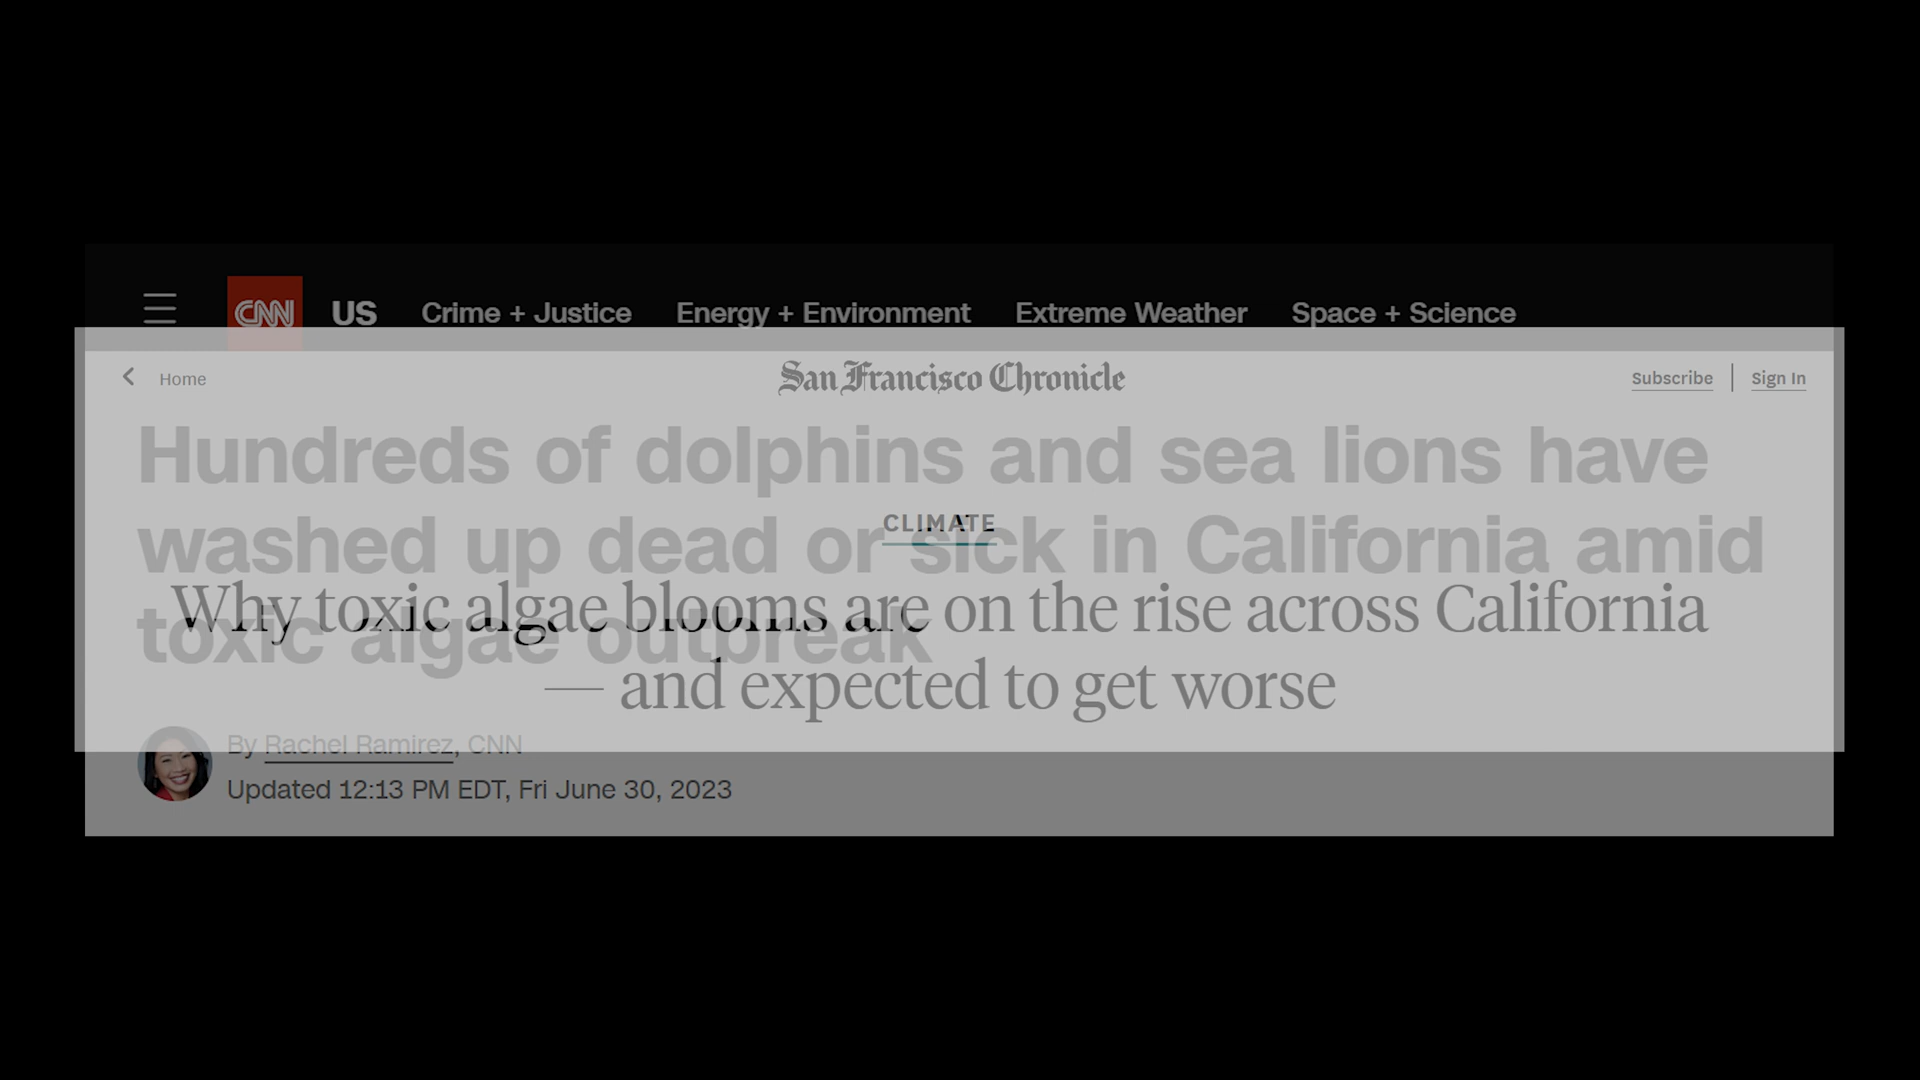 CNN US Crime + Justice Energy + Environment Extreme Weather Space + Science
Home San Francisco Chronicle Subscribe Sign In
Hundreds of dolphins and sea lions have
washed up dead or sick in California amid
toxic algae outbreak
CLIMATE
Why toxic algae blooms are on the rise across California
— and expected to get worse
By Rachel Ramirez, CNN
Updated 12:13 PM EDT, Fri June 30, 2023